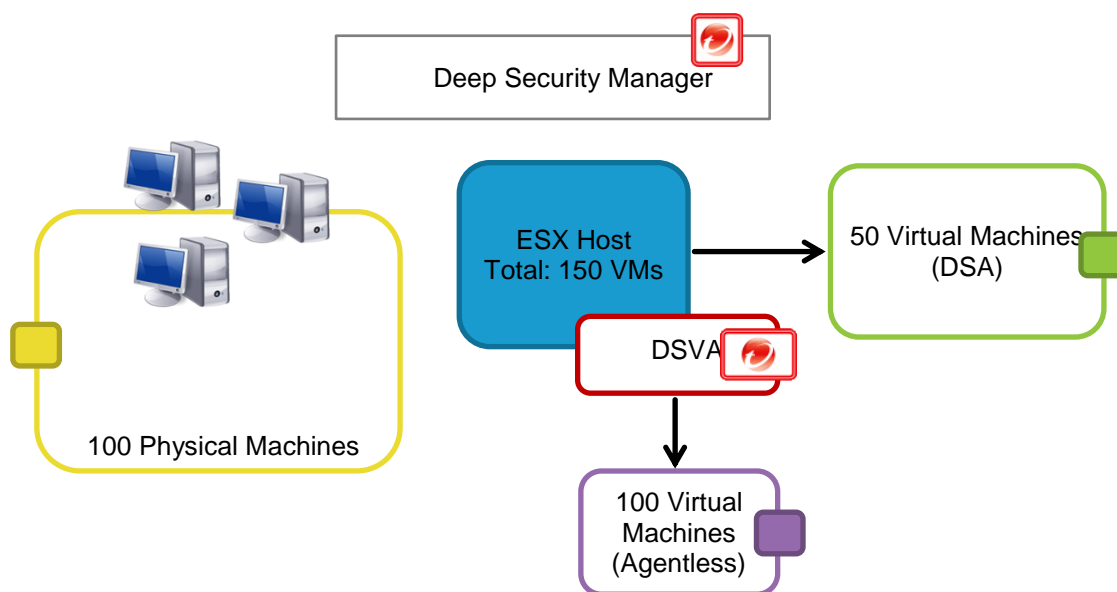 Deep Security Manager
ESX Host
Total: 150 VMs
50 Virtual Machines
(DSA)
DSVA
100 Physical Machines
100 Virtual
Machines
(Agentless)